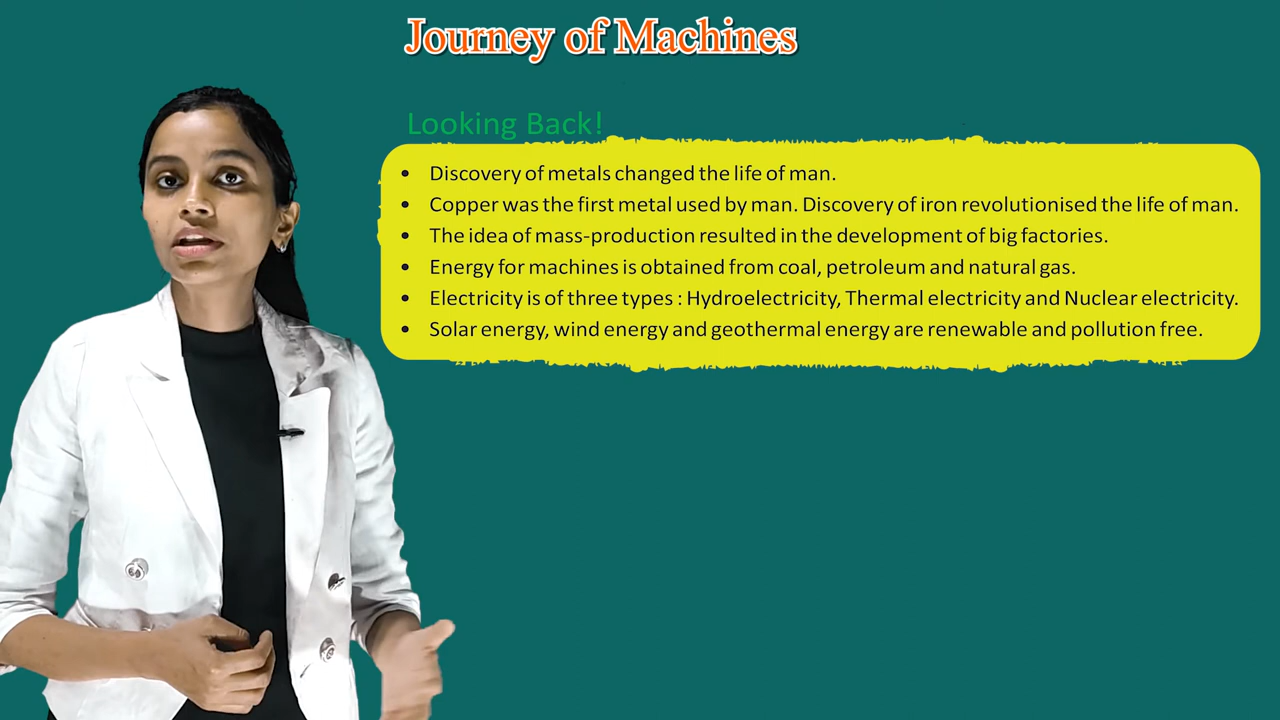 Journey of Machines
Looking Back!
• Discovery of metals changed the life of man.
• Copper was the first metal used by man. Discovery of iron revolutionised the life of man.
• The idea of mass-production resulted in the development of big factories.
• Energy for machines is obtained from coal, petroleum and natural gas.
• Electricity is of three types : Hydroelectricity, Thermal electricity and Nuclear electricity.
• Solar energy, wind energy and geothermal energy are renewable and pollution free.